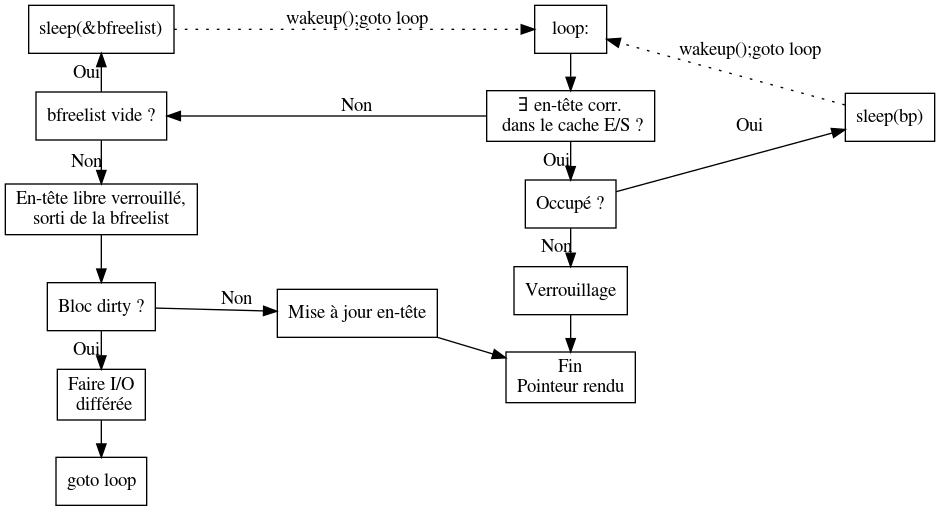 sleep(&bfreelist)
wakeup();goto loop
loop:
wakeup();goto loop
Oui
bfreelist vide ?
Non
∃ en-tête corr.
dans le cache E/S ?
sleep(bp)
Oui
Non
Oui
En-tête libre verrouillé,
sorti de la bfreelist
Occupé ?
Non
Bloc dirty ?
Non
Mise à jour en-tête
Verrouillage
Oui
Faire I/O
différée
Fin
Pointeur rendu
goto loop